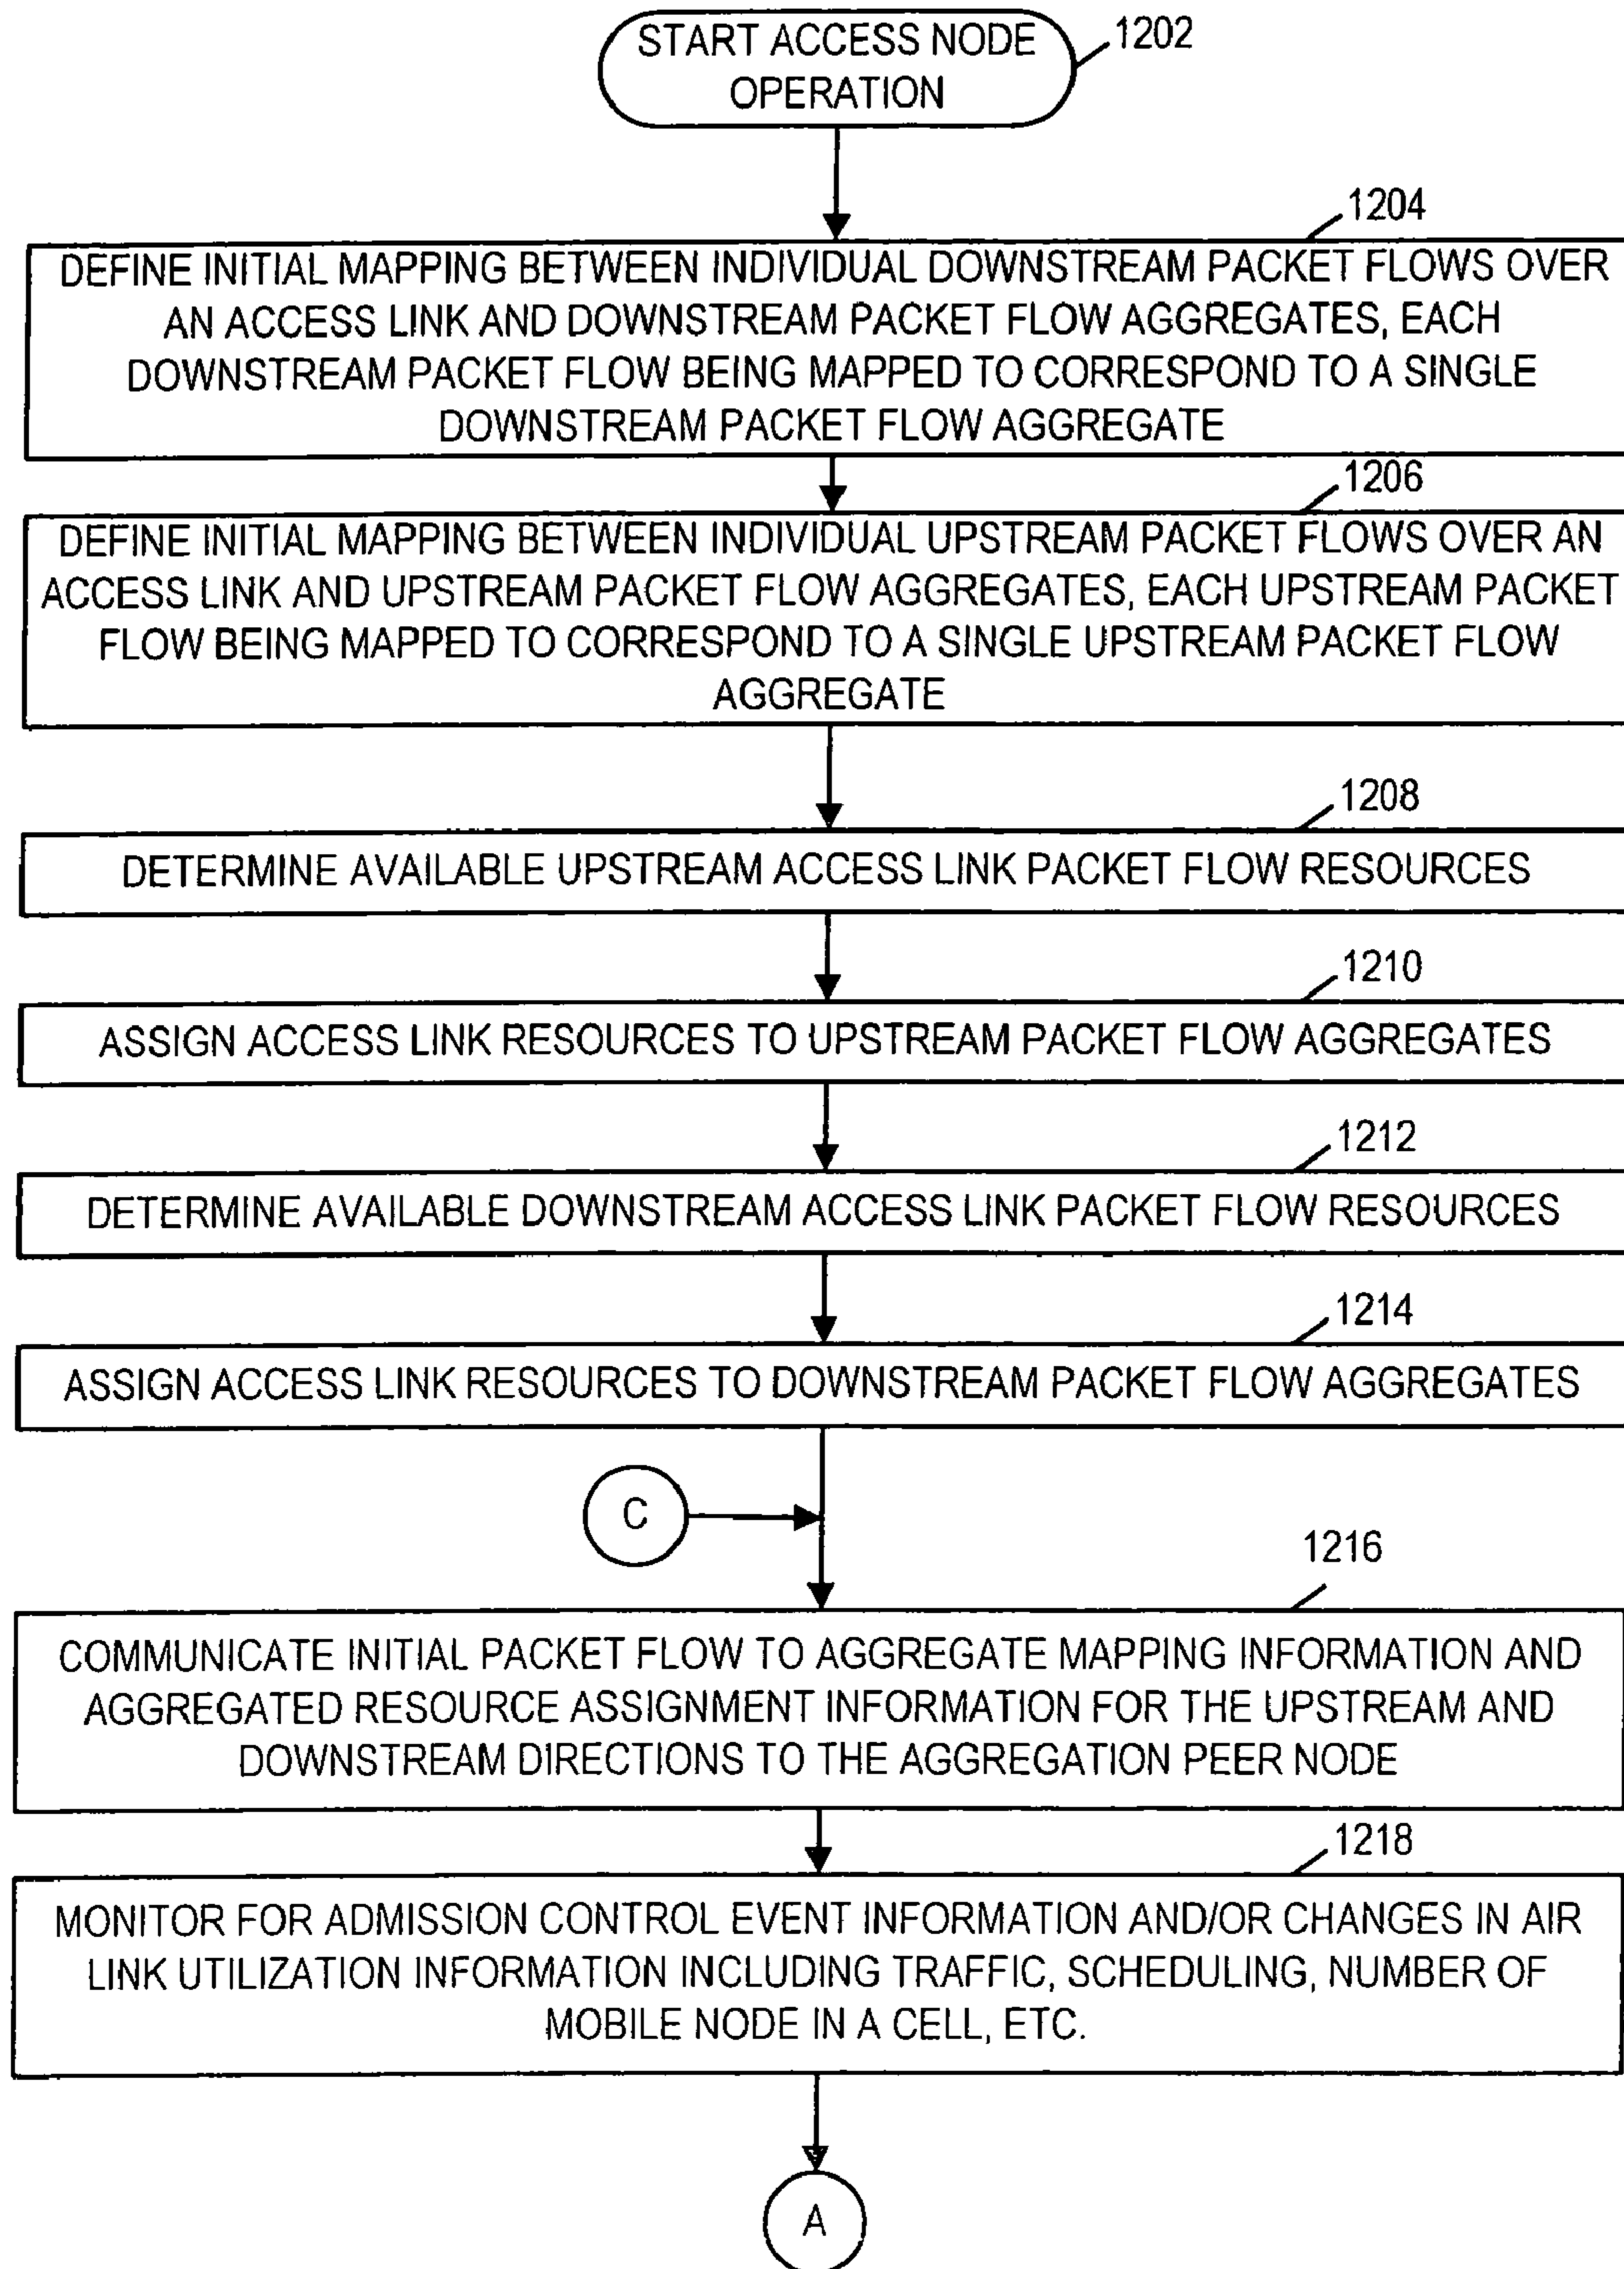 START ACCESS NODE
OPERATION
1202
1204
DEFINE INITIAL MAPPING BETWEEN INDIVIDUAL DOWNSTREAM PACKET FLOWS OVER
AN ACCESS LINK AND DOWNSTREAM PACKET FLOW AGGREGATES, EACH
DOWNSTREAM PACKET FLOW BEING MAPPED TO CORRESPOND TO A SINGLE
DOWNSTREAM PACKET FLOW AGGREGATE
1206
DEFINE INITIAL MAPPING BETWEEN INDIVIDUAL UPSTREAM PACKET FLOWS OVER AN
ACCESS LINK AND UPSTREAM PACKET FLOW AGGREGATES, EACH UPSTREAM PACKET
FLOW BEING MAPPED TO CORRESPOND TO A SINGLE UPSTREAM PACKET FLOW
AGGREGATE
1208
DETERMINE AVAILABLE UPSTREAM ACCESS LINK PACKET FLOW RESOURCES
1210
ASSIGN ACCESS LINK RESOURCES TO UPSTREAM PACKET FLOW AGGREGATES
1212
DETERMINE AVAILABLE DOWNSTREAM ACCESS LINK PACKET FLOW RESOURCES
1214
ASSIGN ACCESS LINK RESOURCES TO DOWNSTREAM PACKET FLOW AGGREGATES
C
1216
COMMUNICATE INITIAL PACKET FLOW TO AGGREGATE MAPPING INFORMATION AND
AGGREGATED RESOURCE ASSIGNMENT INFORMATION FOR THE UPSTREAM AND
DOWNSTREAM DIRECTIONS TO THE AGGREGATION PEER NODE
1218
MONITOR FOR ADMISSION CONTROL EVENT INFORMATION AND/OR CHANGES IN AIR
LINK UTILIZATION INFORMATION INCLUDING TRAFFIC, SCHEDULING, NUMBER OF
MOBILE NODE IN A CELL, ETC.
A